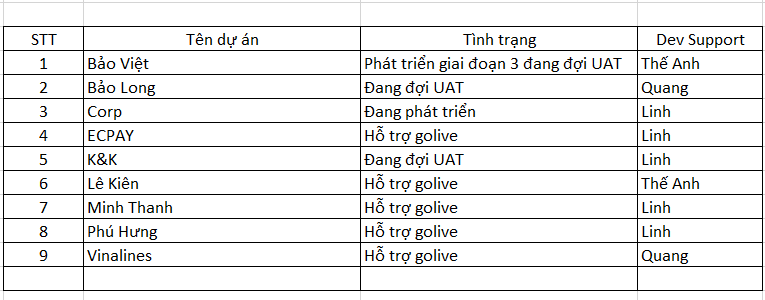 STT Tên dự án Tình trạng Dev Support
1 Bảo Việt Phát triển giai đoạn 3 đang đợi UAT Thế Anh
2 Bảo Long Đang đợi UAT Quang
3 Corp Đang phát triển Linh
4 ECPAY Hỗ trợ golive Linh
5 K&K Đang đợi UAT Linh
6 Lê Kiên Hỗ trợ golive Thế Anh
7 Minh Thanh Hỗ trợ golive Linh
8 Phú Hưng Hỗ trợ golive Linh
9 Vinalines Hỗ trợ golive Quang